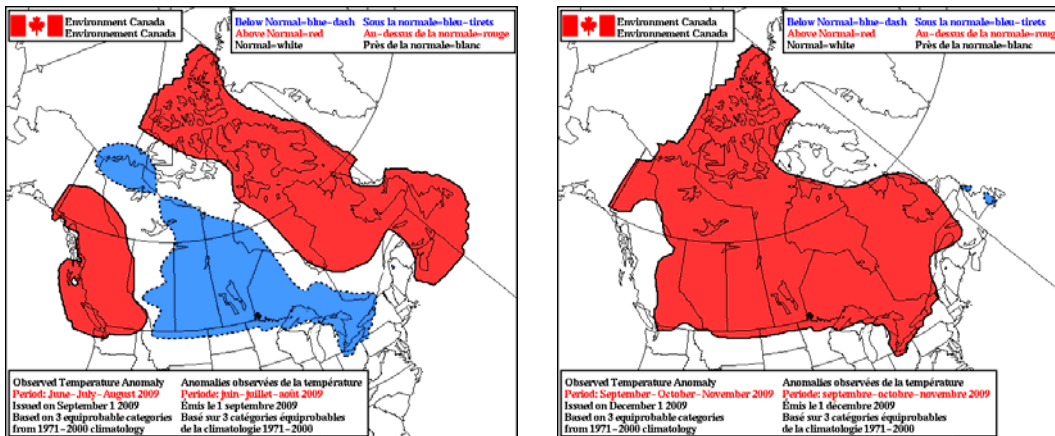 Environment Canada
Environnement Canada
Below Normal=blue-dash Sous la normale=bleu-tirets
Above Normal=red Au-dessus de la normale=rouge
Normal=white Près de la normale=blanc
Observed Temperature Anomaly Anomalies observées de la température
Period: June-July-August 2009 Periode: juin-juillet-août 2009
Issued on September 1 2009 Émis le 1 septembre 2009
Based on 3 equiprobable categories Basé sur 3 catégories équiprobables
from 1971-2000 climatology de la climatologie 1971-2000
Environment Canada
Environnement Canada
Below Normal=blue-dash Sous la normale=bleu-tirets
Above Normal=red Au-dessus de la normale=roug
Normal=white Près de la normale=blanc
Observed Temperature Anomaly Anomalies observées de la température
Period: September-October-November 2009 Periode: septembre-octobre-novembre 2009
Issued on December 1 2009 Émis le 1 décembre 2009
Based on 3 equiprobable categories Basé sur 3 catégories équiprobables
from 1971-2000 climatology de la climatologie 1971-2000